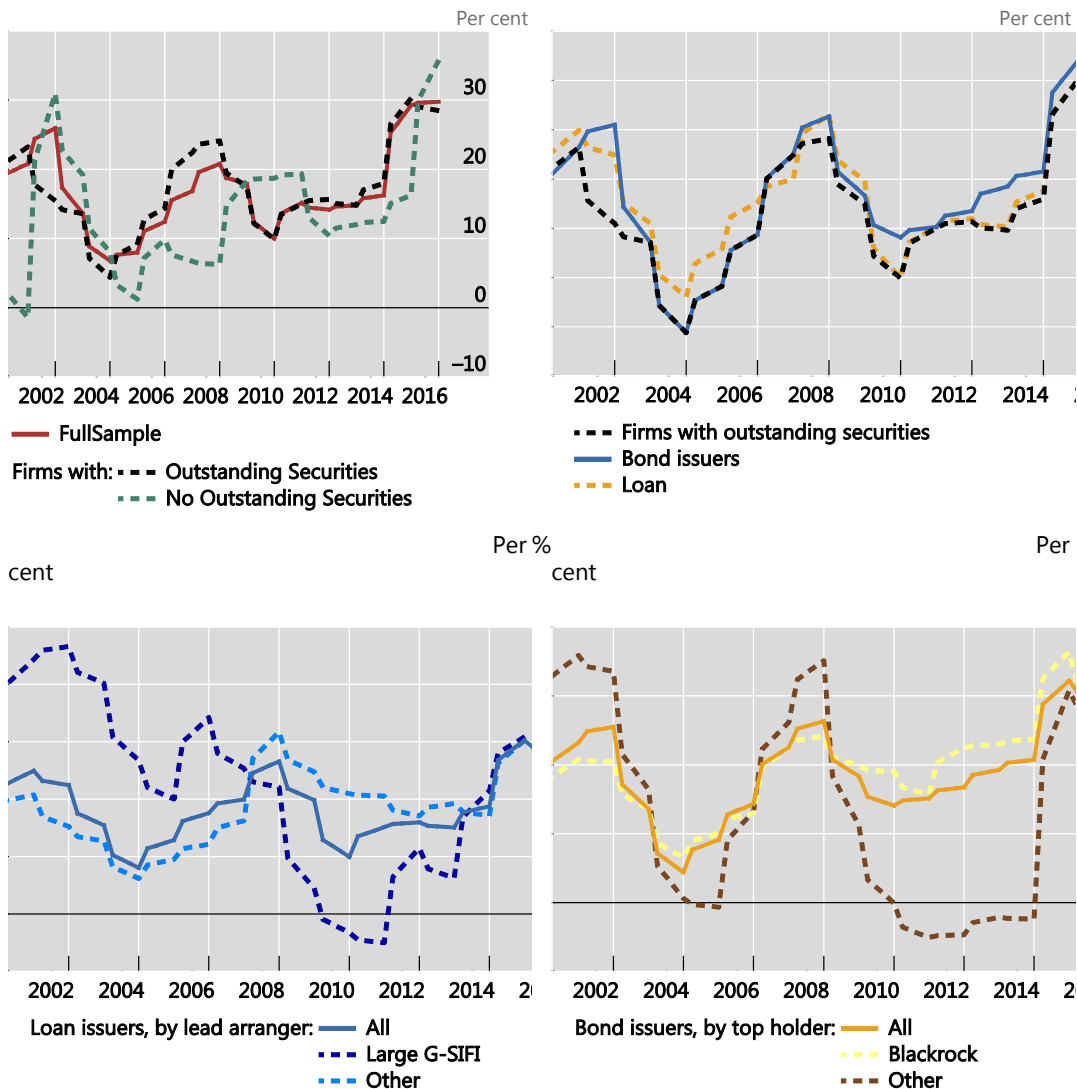 Per cent
Per cent
30
20
10
0
–10
2002 2004 2006 2008 2010 2012 2014 2016
2002 2004 2006 2008 2010 2012 2014
FullSample
Firms with: Outstanding Securities
No Outstanding Securities
Firms with outstanding securities
Bond issuers
Loan
Per %
cent
Per
cent
2002 2004 2006 2008 2010 2012 2014
2002 2004 2006 2008 2010 2012 2014
Loan issuers, by lead arranger: All
Large G-SIFI
Other
Bond issuers, by top holder: All
Blackrock
Other